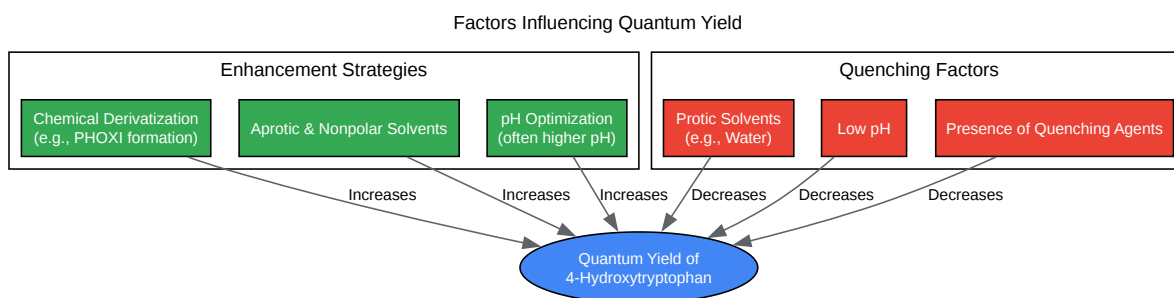 Factors Influencing Quantum Yield
Enhancement Strategies
Chemical Derivatization
(e.g., PHOXI formation)
Aprotic & Nonpolar Solvents
pH Optimization
(often higher pH)
Quenching Factors
Protic Solvents
(e.g., Water)
Low pH
Presence of Quenching Agents
Increases
Increases
Increases
Decreases
Decreases
Decreases
Quantum Yield of
4-Hydroxytryptophan